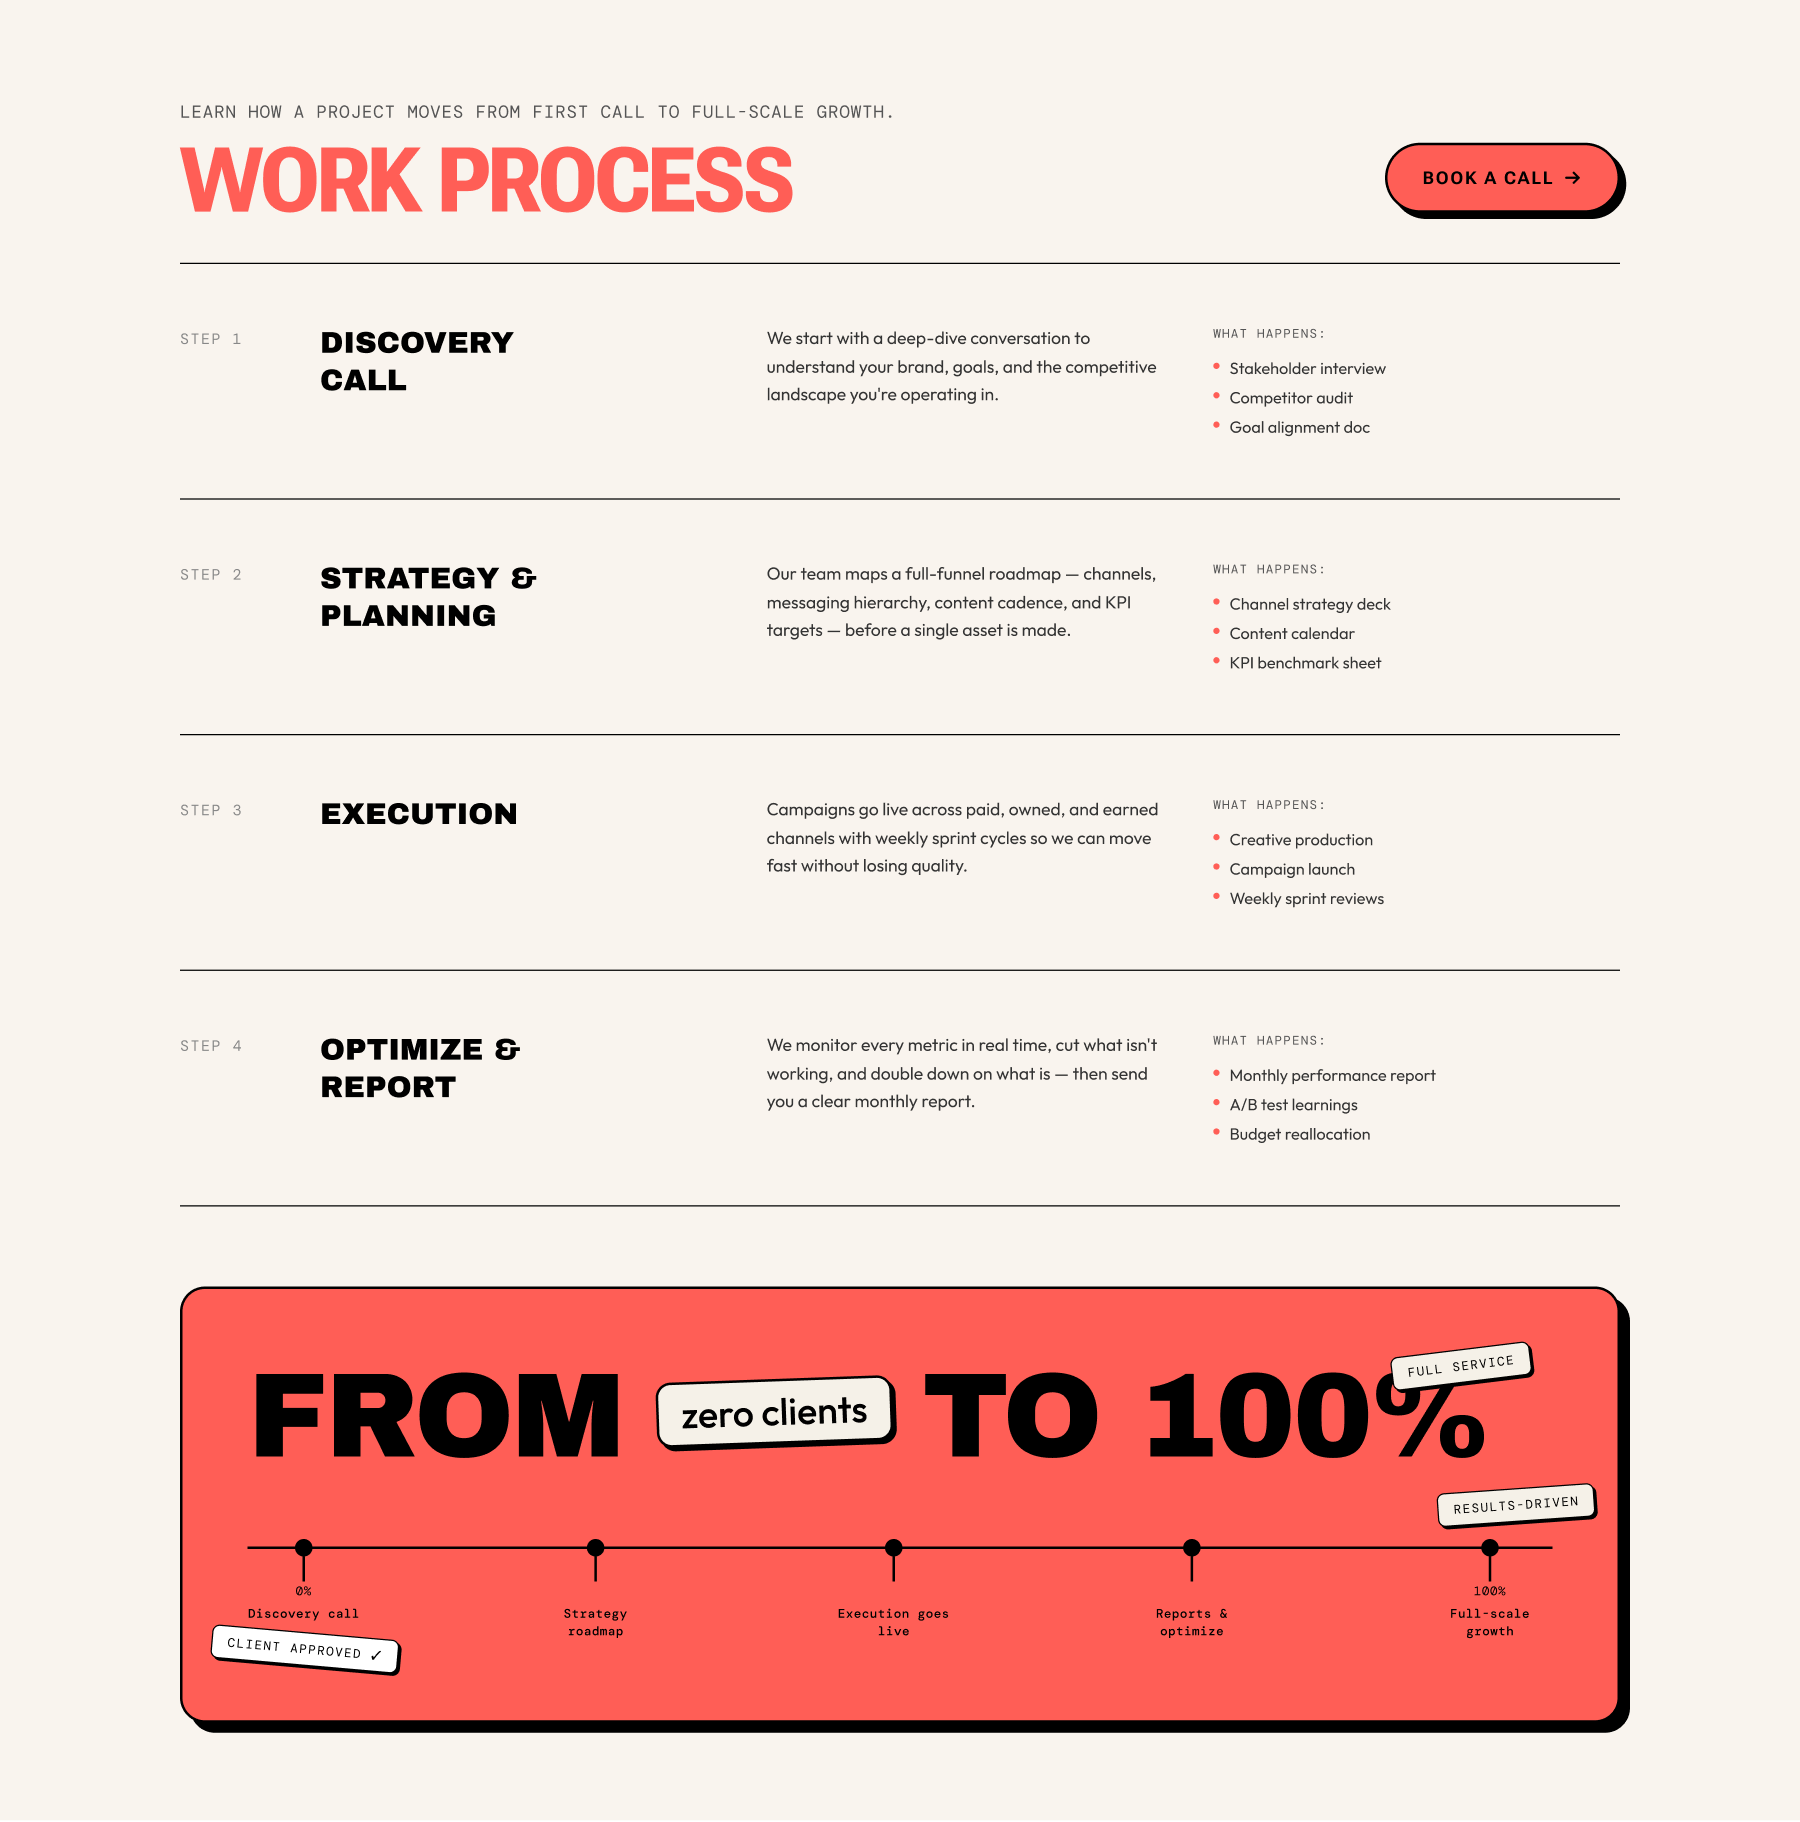 LEARN HOW A PROJECT MOVES FROM FIRST CALL TO FULL-SCALE GROWTH.
WORK PROCESS
BOOK A CALL →
STEP 1
DISCOVERY
CALL
We start with a deep-dive conversation to
understand your brand, goals, and the competitive
landscape you're operating in.
WHAT HAPPENS:
Stakeholder interview
Competitor audit
Goal alignment doc
STEP 2
STRATEGY &
PLANNING
Our team maps a full-funnel roadmap — channels,
messaging hierarchy, content cadence, and KPI
targets — before a single asset is made.
WHAT HAPPENS:
Channel strategy deck
Content calendar
KPI benchmark sheet
STEP 3
EXECUTION
Campaigns go live across paid, owned, and earned
channels with weekly sprint cycles so we can move
fast without losing quality.
WHAT HAPPENS:
Creative production
Campaign launch
Weekly sprint reviews
STEP 4
OPTIMIZE &
REPORT
We monitor every metric in real time, cut what isn't
working, and double down on what is — then send
you a clear monthly report.
WHAT HAPPENS:
Monthly performance report
A/B test learnings
Budget reallocation
FULL SERVICE
FROM zero clients TO 100%
RESULTS-DRIVEN
0%
Discovery call
Strategy
roadmap
Execution goes
live
Reports &
optimize
100%
Full-scale
growth
CLIENT APPROVED ✓